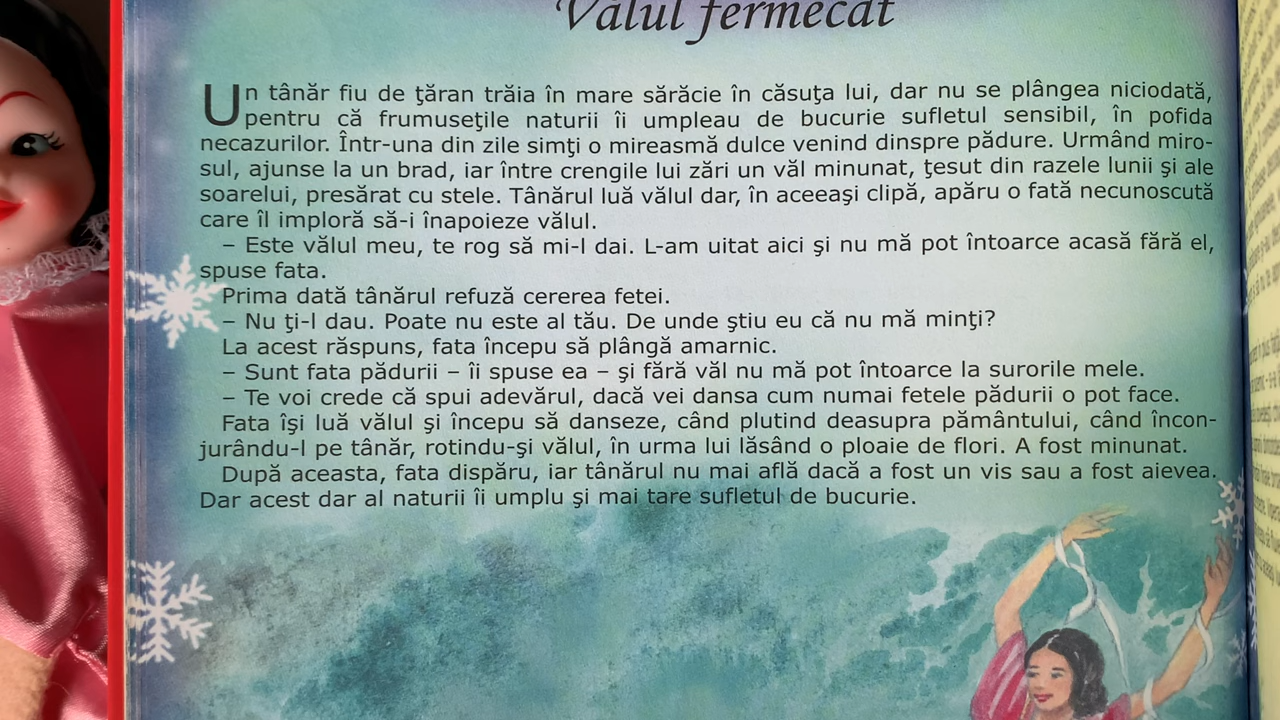 Vălul fermecat
Un tânăr fiu de ţăran trăia în mare sărăcie în căsuţa lui, dar nu se plângea niciodată,
pentru că frumuseţile naturii îi umpleau de bucurie sufletul sensibil, în pofida
necazurilor. Într-una din zile simţi o mireasmă dulce venind dinspre pădure. Urmând miro-
sul, ajunse la un brad, iar între crengile lui zări un văl minunat, ţesut din razele lunii şi ale
soarelui, presărat cu stele. Tânărul luă vălul dar, în aceeaşi clipă, apăru o fată necunoscută
care îl imploră să-i înapoieze vălul.
– Este vălul meu, te rog să mi-l dai. L-am uitat aici şi nu mă pot întoarce acasă fără el,
spuse fata.
Prima dată tânărul refuză cererea fetei.
– Nu ţi-l dau. Poate nu este al tău. De unde ştiu eu că nu mă minţi?
La acest răspuns, fata începu să plângă amarnic.
– Sunt fata pădurii – îi spuse ea – şi fără văl nu mă pot întoarce la surorile mele.
– Te voi crede că spui adevărul, dacă vei dansa cum numai fetele pădurii o pot face.
Fata îşi luă vălul şi începu să danseze, când plutind deasupra pământului, când încon-
jurându-l pe tânăr, rotindu-şi vălul, în urma lui lăsând o ploaie de flori. A fost minunat.
După aceasta, fata dispăru, iar tânărul nu mai află dacă a fost un vis sau a fost aievea.
Dar acest dar al naturii îi umplu şi mai tare sufletul de bucurie.